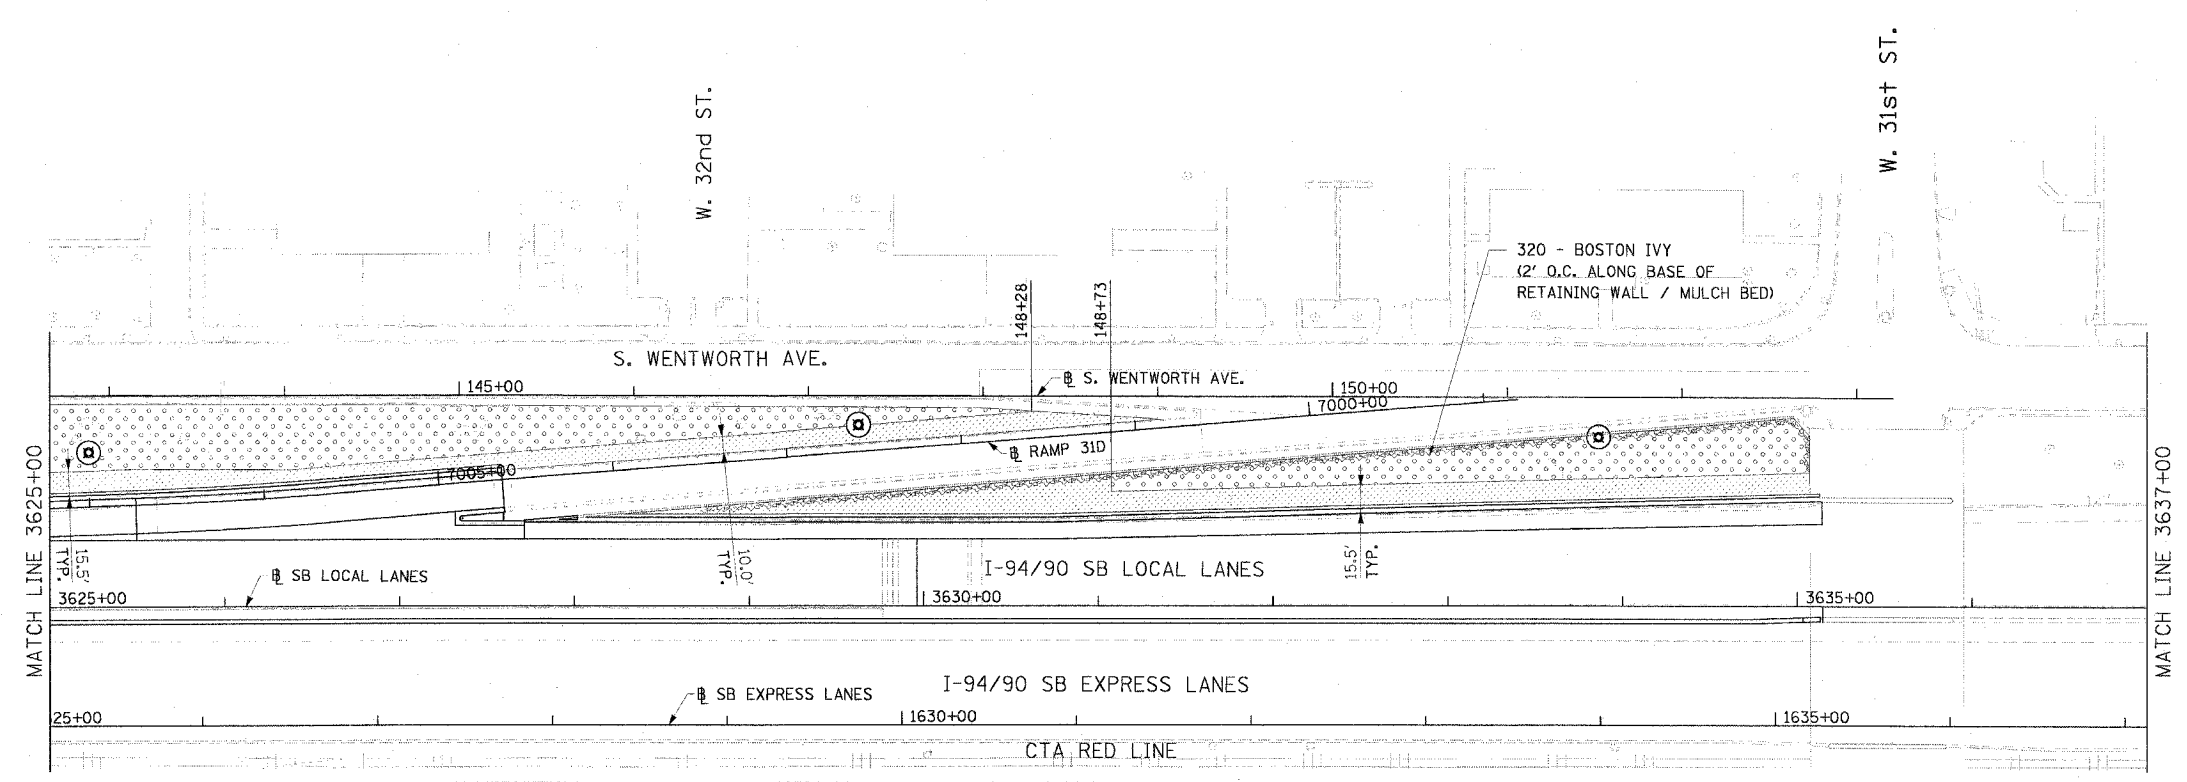 W. 32nd ST.
W. 31st ST.
320 - BOSTON IVY
(2' O.C. ALONG BASE OF
RETAINING WALL / MULCH BED)
148+28
148+73
S. WENTWORTH AVE.
145+00
℄ S. WENTWORTH AVE.
150+00
7000+00
℄ RAMP 31D
7005+00
MATCH LINE 3625+00
MATCH LINE 3637+00
15.5'
TYP.
10.0'
TYP.
15.5'
TYP.
I-94/90 SB LOCAL LANES
℄ SB LOCAL LANES
3625+00
3630+00
3635+00
I-94/90 SB EXPRESS LANES
℄ SB EXPRESS LANES
25+00
1630+00
1635+00
CTA RED LINE